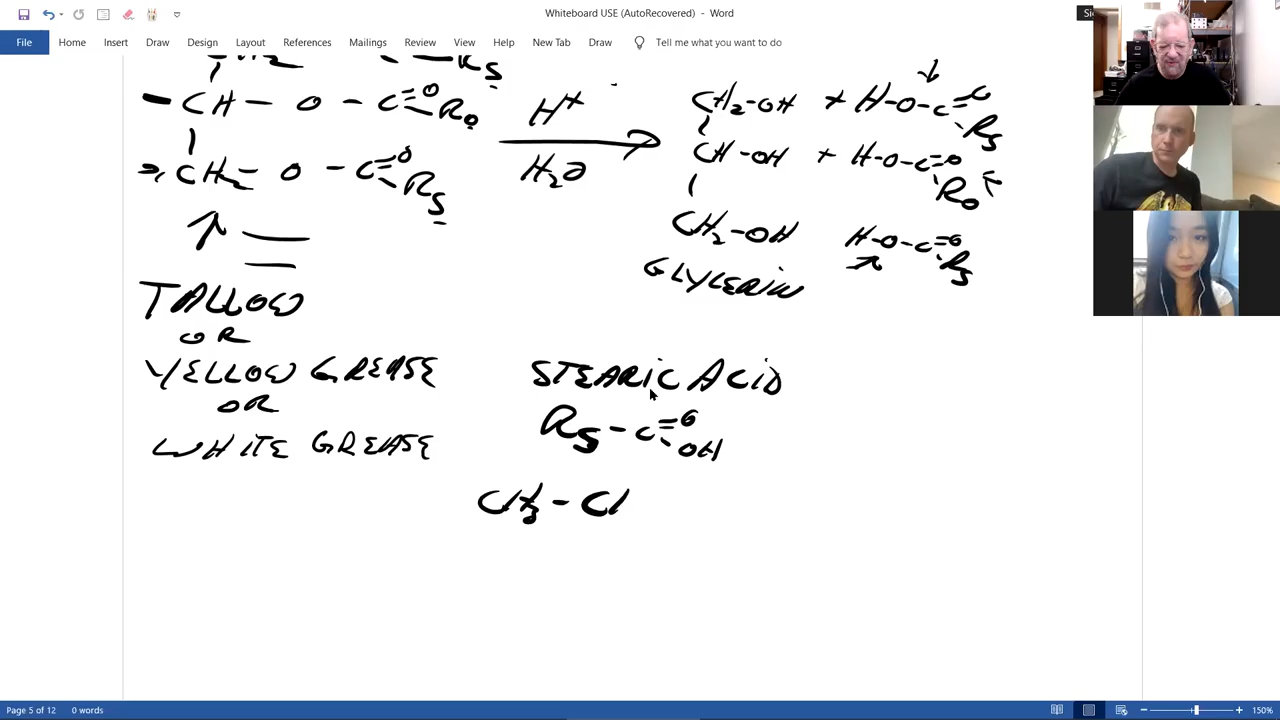 Whiteboard USE (AutoRecovered) - Word
File Home Insert Draw Design Layout References Mailings Review View Help New Tab Draw Tell me what you want to do
CH - O - C=O Ro
CH2 - O - C=O Rs
H+
H2O
CH2-OH + H-O-C=O Rs
CH-OH + H-O-C=O Ro
CH2-OH H-O-C=O Rs
GLYCERIN
TALLOW
OR
YELLOW GREASE
OR
WHITE GREASE
STEARIC ACID
Rs-C=O OH
CH3-Cl
Page 5 of 12 0 words
150%